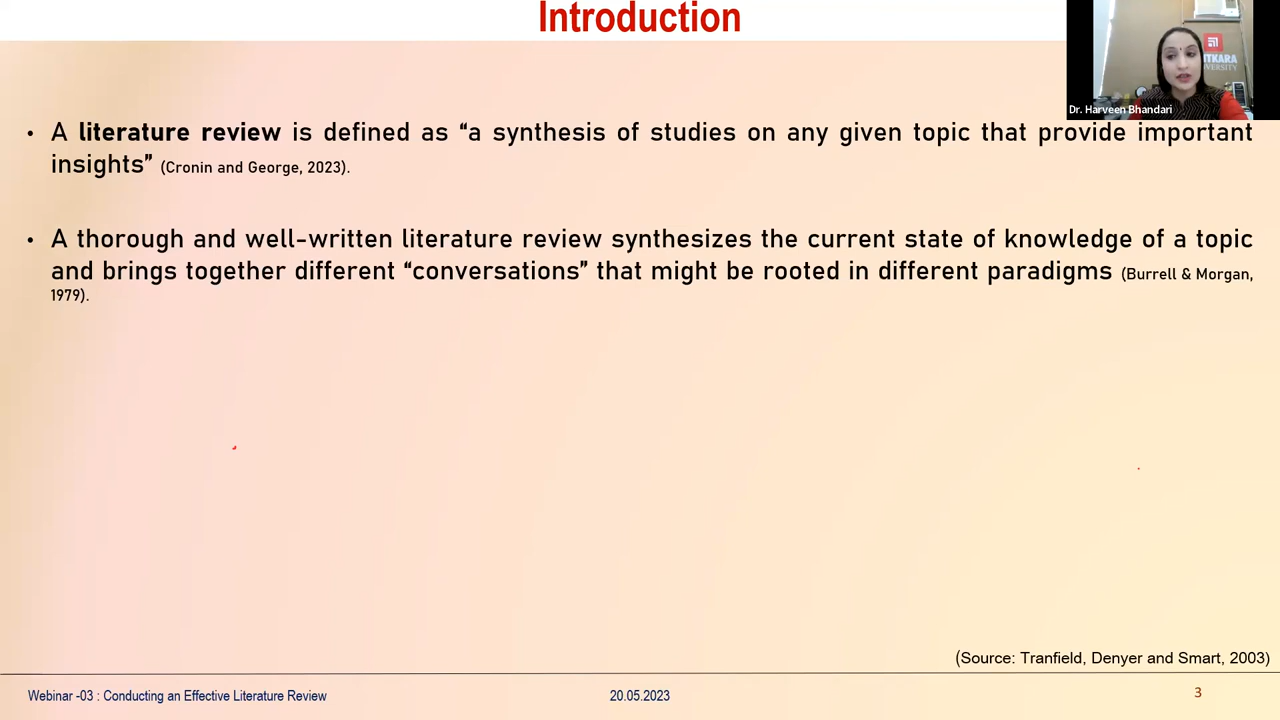 Introduction
TKARA
VERSITY
Dr. Harveen Bhandari
• A literature review is defined as “a synthesis of studies on any given topic that provide important
insights” (Cronin and George, 2023).
• A thorough and well-written literature review synthesizes the current state of knowledge of a topic
and brings together different “conversations” that might be rooted in different paradigms (Burrell & Morgan,
1979).
(Source: Tranfield, Denyer and Smart, 2003)
Webinar -03 : Conducting an Effective Literature Review
20.05.2023
3